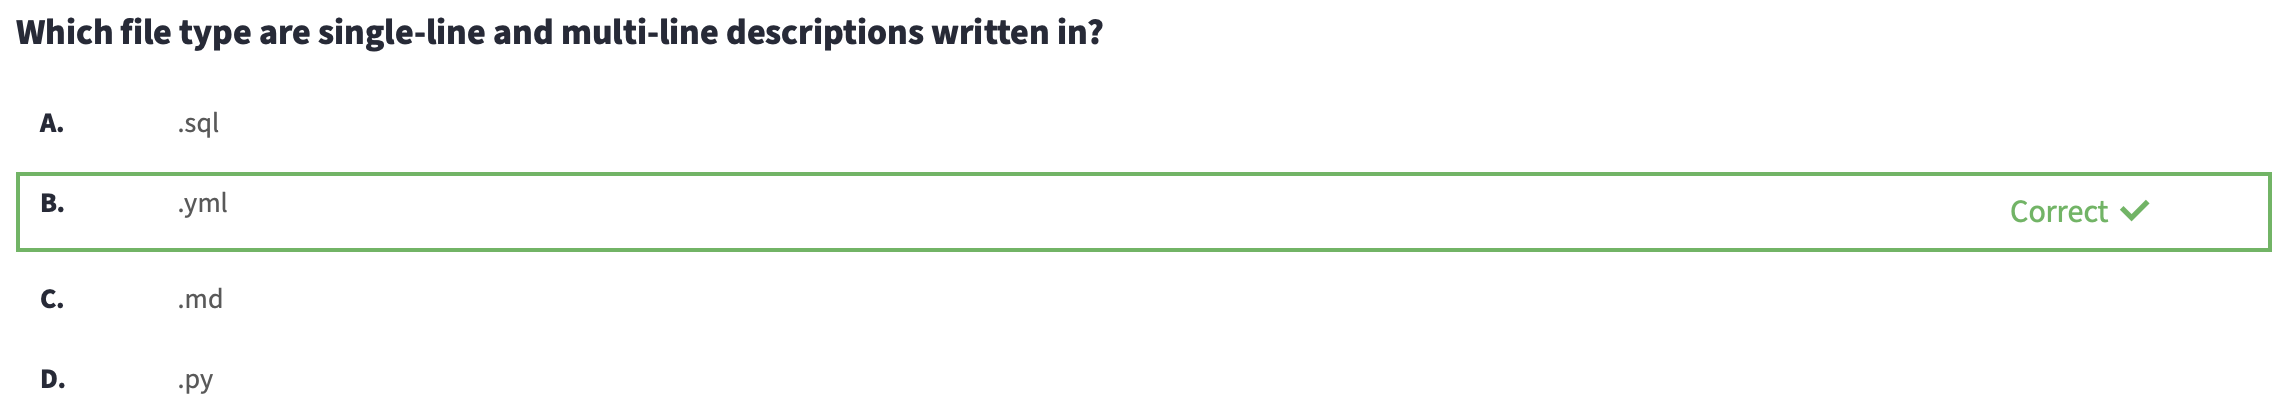 Which file type are single-line and multi-line descriptions written in?
A. .sql
B. .yml Correct ✓
C. .md
D. .py